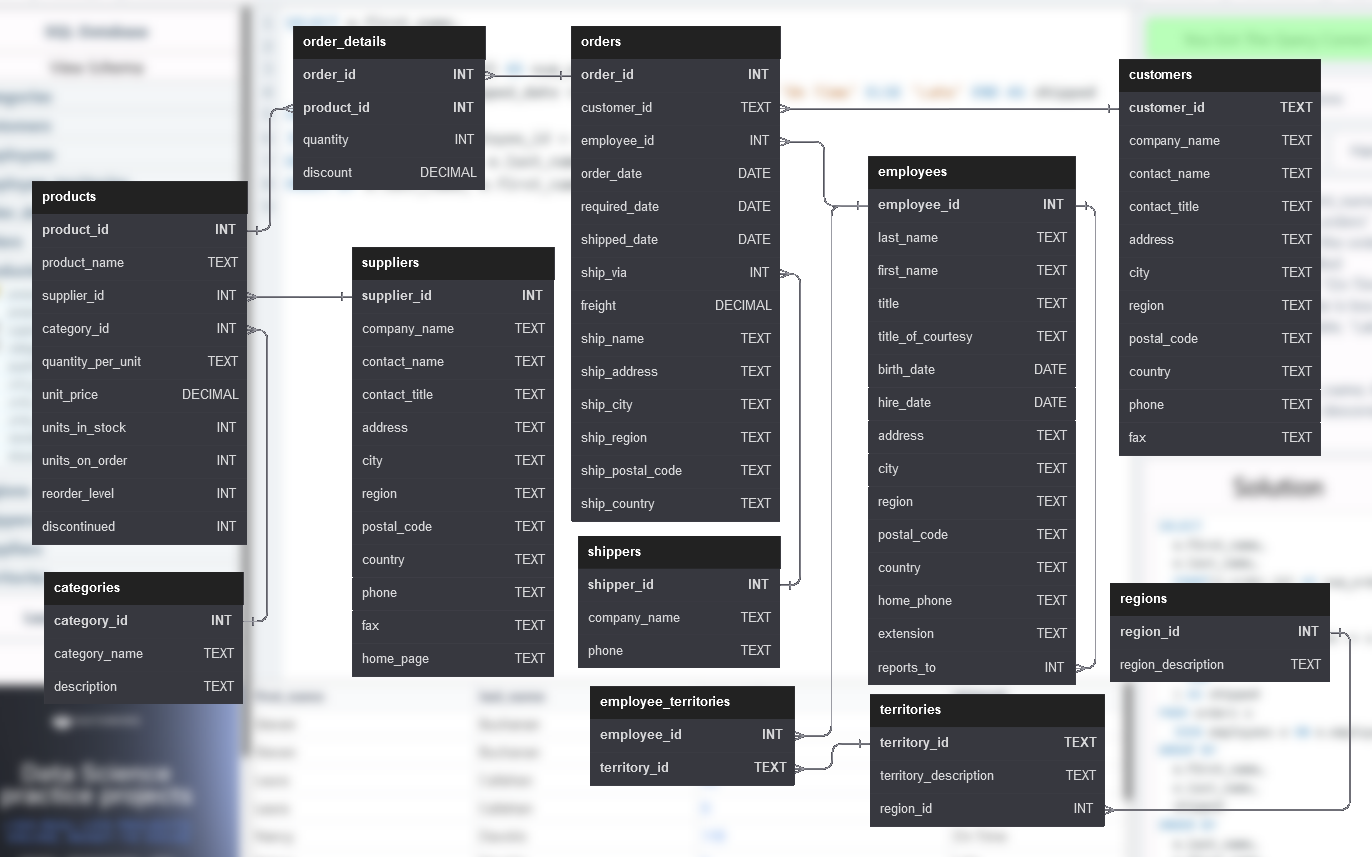 order_details
order_id INT
product_id INT
quantity INT
discount DECIMAL
orders
order_id INT
customer_id TEXT
employee_id INT
order_date DATE
required_date DATE
shipped_date DATE
ship_via INT
freight DECIMAL
ship_name TEXT
ship_address TEXT
ship_city TEXT
ship_region TEXT
ship_postal_code TEXT
ship_country TEXT
customers
customer_id TEXT
company_name TEXT
contact_name TEXT
contact_title TEXT
address TEXT
city TEXT
region TEXT
postal_code TEXT
country TEXT
phone TEXT
fax TEXT
products
product_id INT
product_name TEXT
supplier_id INT
category_id INT
quantity_per_unit TEXT
unit_price DECIMAL
units_in_stock INT
units_on_order INT
reorder_level INT
discontinued INT
suppliers
supplier_id INT
company_name TEXT
contact_name TEXT
contact_title TEXT
address TEXT
city TEXT
region TEXT
postal_code TEXT
country TEXT
phone TEXT
fax TEXT
home_page TEXT
employees
employee_id INT
last_name TEXT
first_name TEXT
title TEXT
title_of_courtesy TEXT
birth_date DATE
hire_date DATE
address TEXT
city TEXT
region TEXT
postal_code TEXT
country TEXT
home_phone TEXT
extension TEXT
reports_to INT
shippers
shipper_id INT
company_name TEXT
phone TEXT
categories
category_id INT
category_name TEXT
description TEXT
regions
region_id INT
region_description TEXT
employee_territories
employee_id INT
territory_id TEXT
territories
territory_id TEXT
territory_description TEXT
region_id INT
Solution
Data Science
practice projects